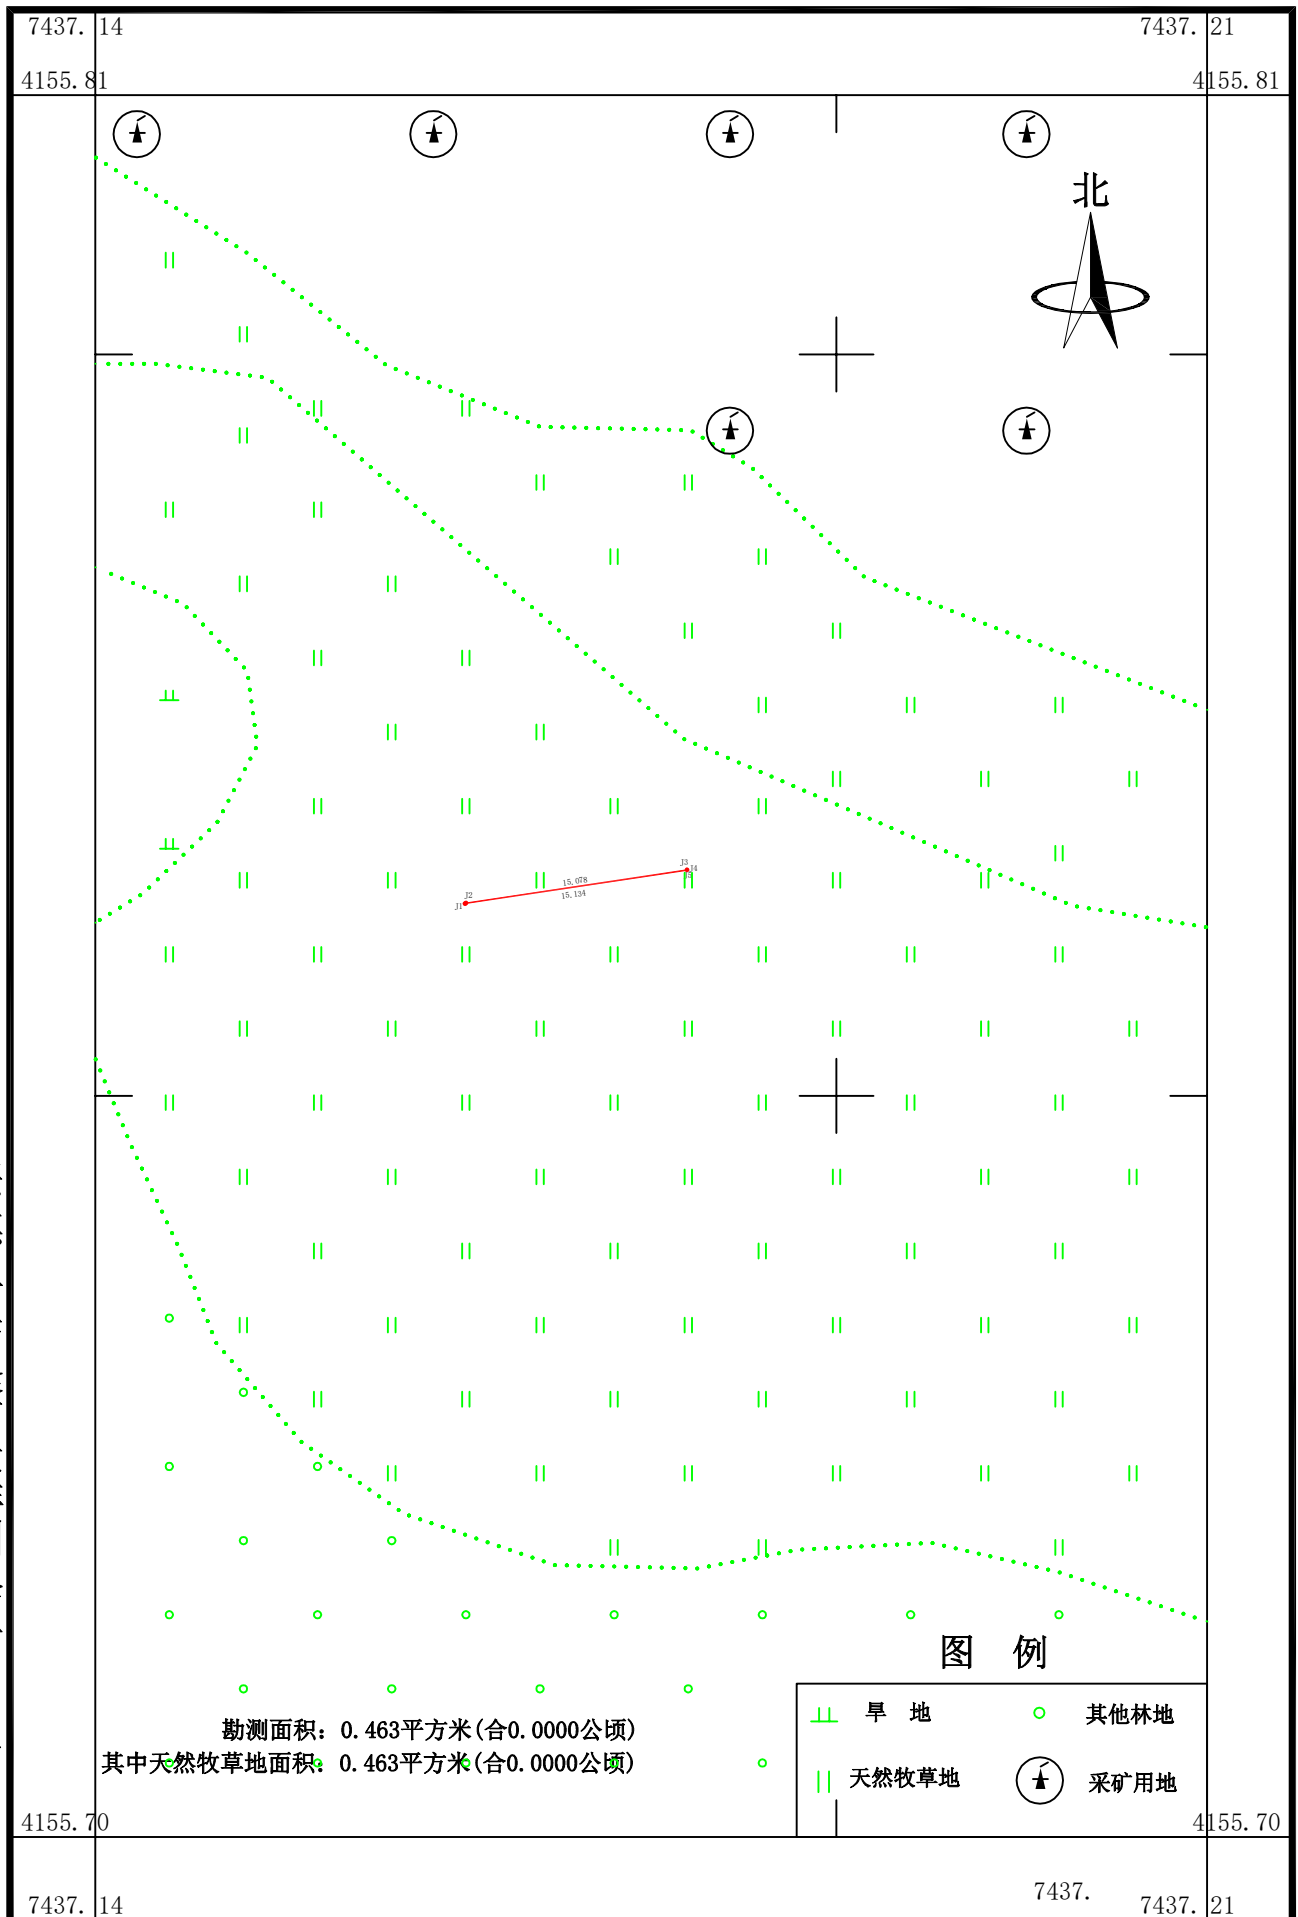 7437. 14
7437. 21
4155.81
4155.81
北
J3
J4
J5
15,078
15,134
J2
J1
图 例
旱 地
其他林地
天然牧草地
采矿用地
勘测面积：0.463平方米(合0.0000公顷)
其中天然牧草地面积：0.463平方米(合0.0000公顷)
4155.70
4155.70
7437.
7437. 14
7437. 21